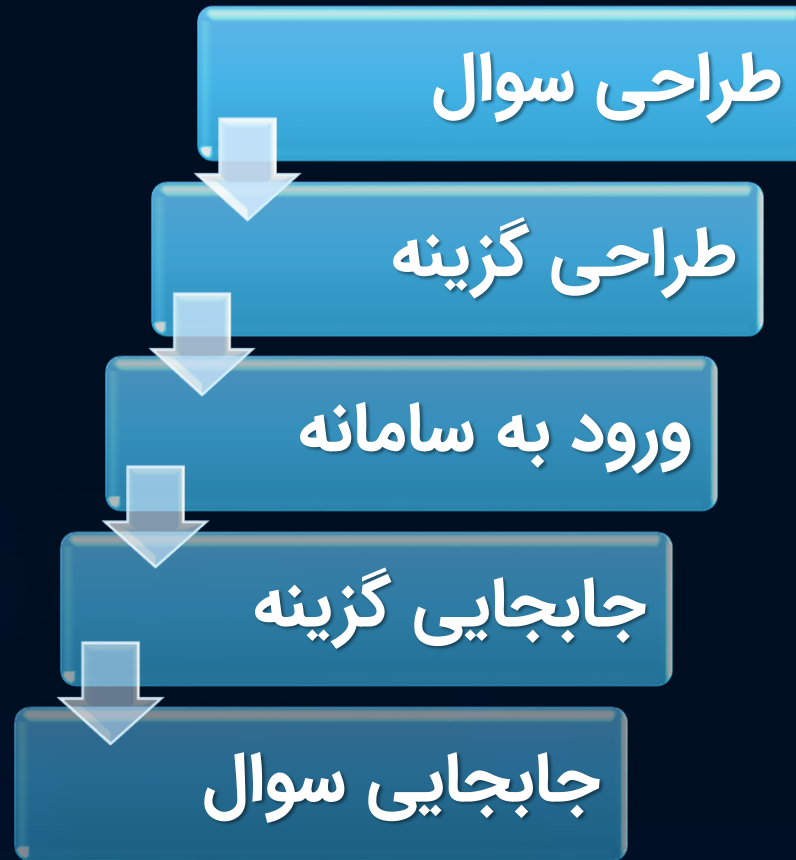 طراحی سوال
طراحی گزینه
ورود به سامانه
جابجایی گزینه
جابجایی سوال